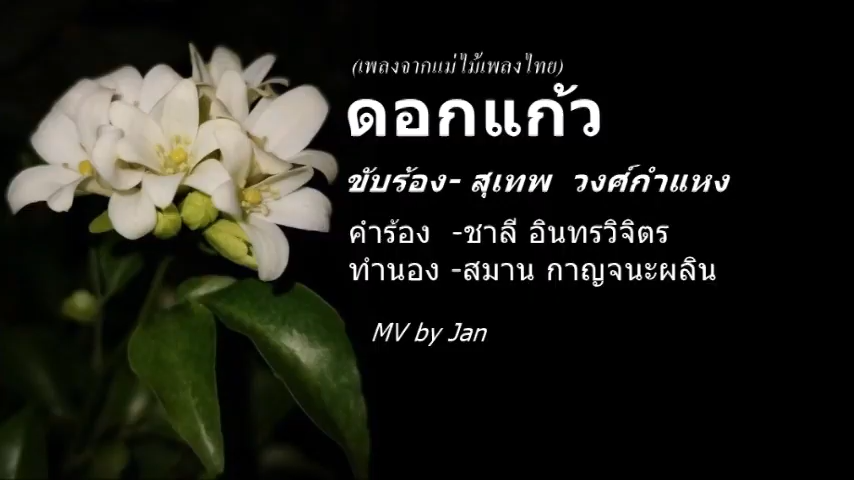 (เพลงจากแม่ไม้เพลงไทย)
ดอกแก้ว
ขับร้อง- สุเทพ วงศ์กำแหง
คำร้อง -ชาลี อินทรวิจิตร
ทำนอง -สมาน กาญจนะผลิน
MV by Jan